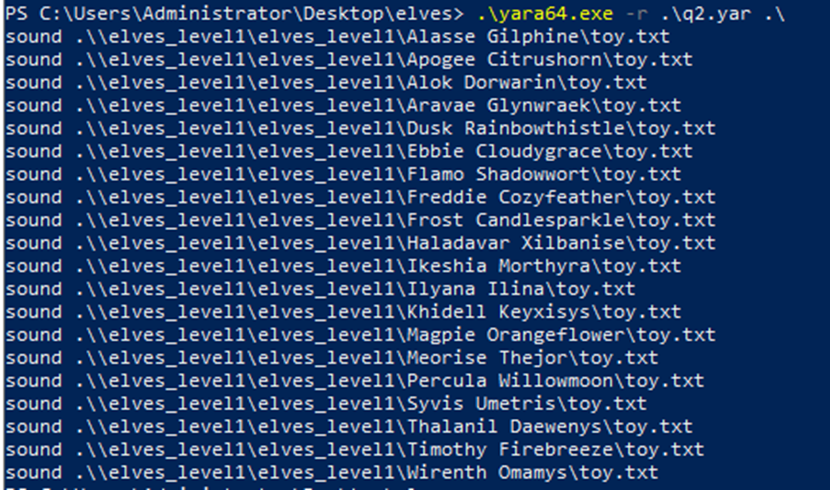 PS C:\Users\Administrator\Desktop\elves> .\yara64.exe -r .\q2.yar .\
sound .\\elves_level1\elves_level1\Alasse Gilphine\toy.txt
sound .\\elves_level1\elves_level1\Apogee Citrushorn\toy.txt
sound .\\elves_level1\elves_level1\Alok Dorwarin\toy.txt
sound .\\elves_level1\elves_level1\Aravae Glynwraek\toy.txt
sound .\\elves_level1\elves_level1\Dusk Rainbowthistle\toy.txt
sound .\\elves_level1\elves_level1\Ebbie Cloudygrace\toy.txt
sound .\\elves_level1\elves_level1\Flamo Shadowwort\toy.txt
sound .\\elves_level1\elves_level1\Freddie Cozyfeather\toy.txt
sound .\\elves_level1\elves_level1\Frost Candlesparkle\toy.txt
sound .\\elves_level1\elves_level1\Haladavar Xilbanise\toy.txt
sound .\\elves_level1\elves_level1\Ikeshia Morthyra\toy.txt
sound .\\elves_level1\elves_level1\Ilyana Ilina\toy.txt
sound .\\elves_level1\elves_level1\Khidell Keyxisys\toy.txt
sound .\\elves_level1\elves_level1\Magpie Orangeflower\toy.txt
sound .\\elves_level1\elves_level1\Meorise Thejor\toy.txt
sound .\\elves_level1\elves_level1\Percula Willowmoon\toy.txt
sound .\\elves_level1\elves_level1\Syvis Umetris\toy.txt
sound .\\elves_level1\elves_level1\Thalanil Daewenys\toy.txt
sound .\\elves_level1\elves_level1\Timothy Firebreeze\toy.txt
sound .\\elves_level1\elves_level1\Wirenth Omamys\toy.txt